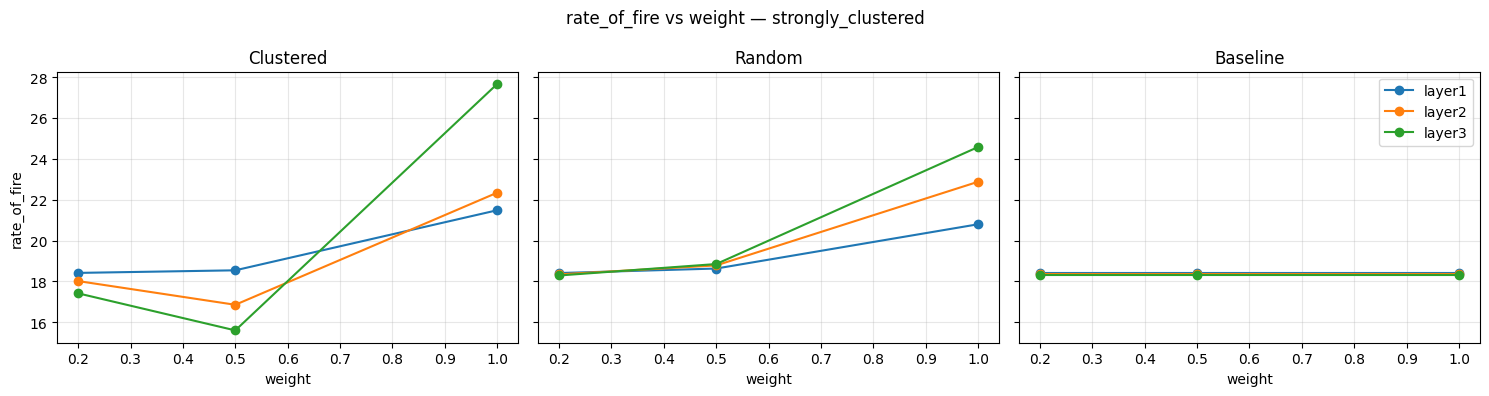 rate_of_fire vs weight — strongly_clustered
Clustered
Random
Baseline
rate_of_fire
28
26
24
22
20
18
16
0.2 0.3 0.4 0.5 0.6 0.7 0.8 0.9 1.0
weight
0.2 0.3 0.4 0.5 0.6 0.7 0.8 0.9 1.0
weight
layer1
layer2
layer3
0.2 0.3 0.4 0.5 0.6 0.7 0.8 0.9 1.0
weight